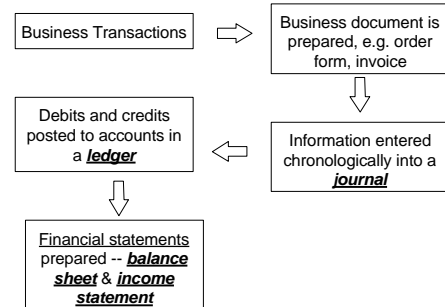 Business Transactions
Business document is
prepared, e.g. order
form, invoice
Information entered
chronologically into a
journal
Debits and credits
posted to accounts in
a ledger
Financial statements
prepared -- balance
sheet & income
statement